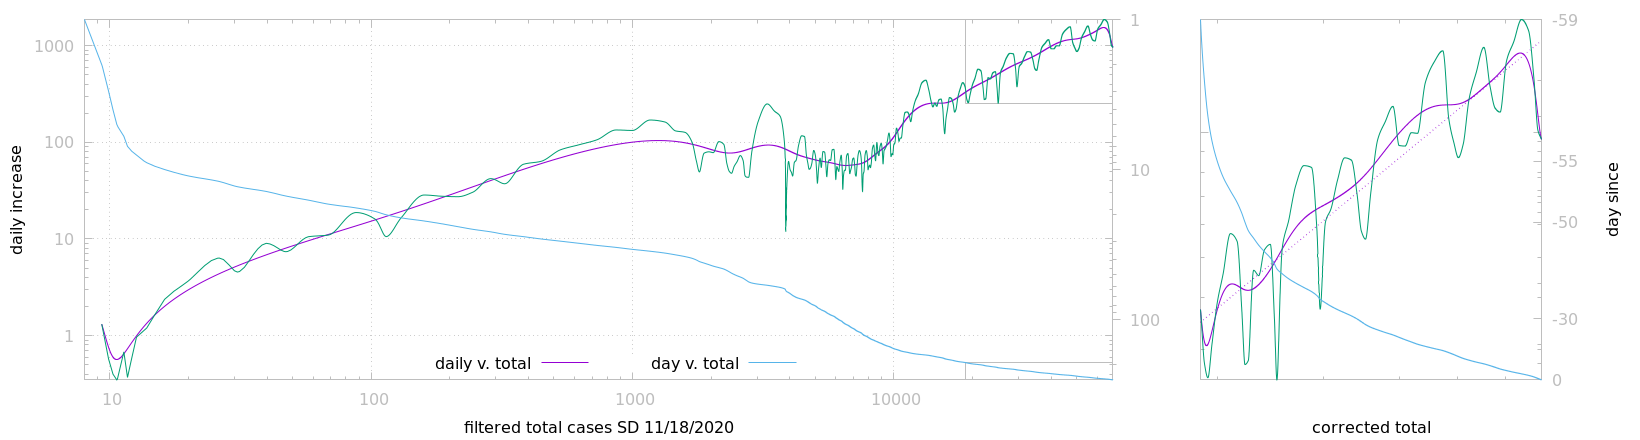 1000
100
10
1
daily increase
10
100
1000
10000
filtered total cases SD 11/18/2020
daily v. total
day v. total
1
10
100
-59
-55
-50
-30
0
day since
corrected total